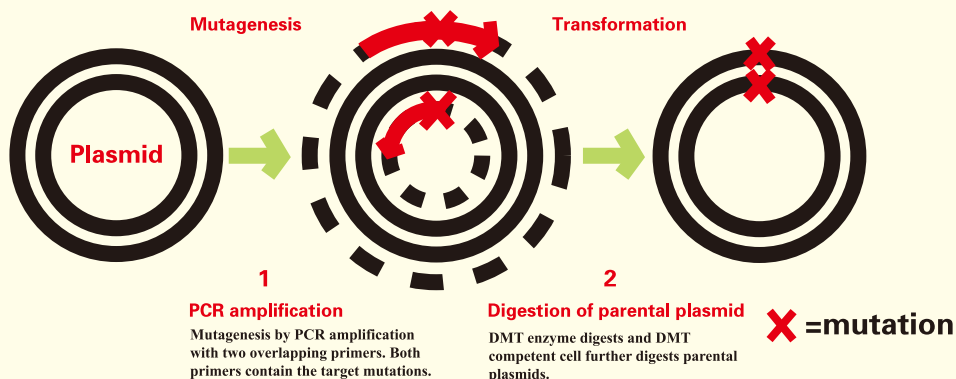 Mutagenesis
Transformation
Plasmid
1
PCR amplification
Mutagenesis by PCR amplification
with two overlapping primers. Both
primers contain the target mutations.
2
Digestion of parental plasmid
DMT enzyme digests and DMT
competent cell further digests parental
plasmids.
=mutation